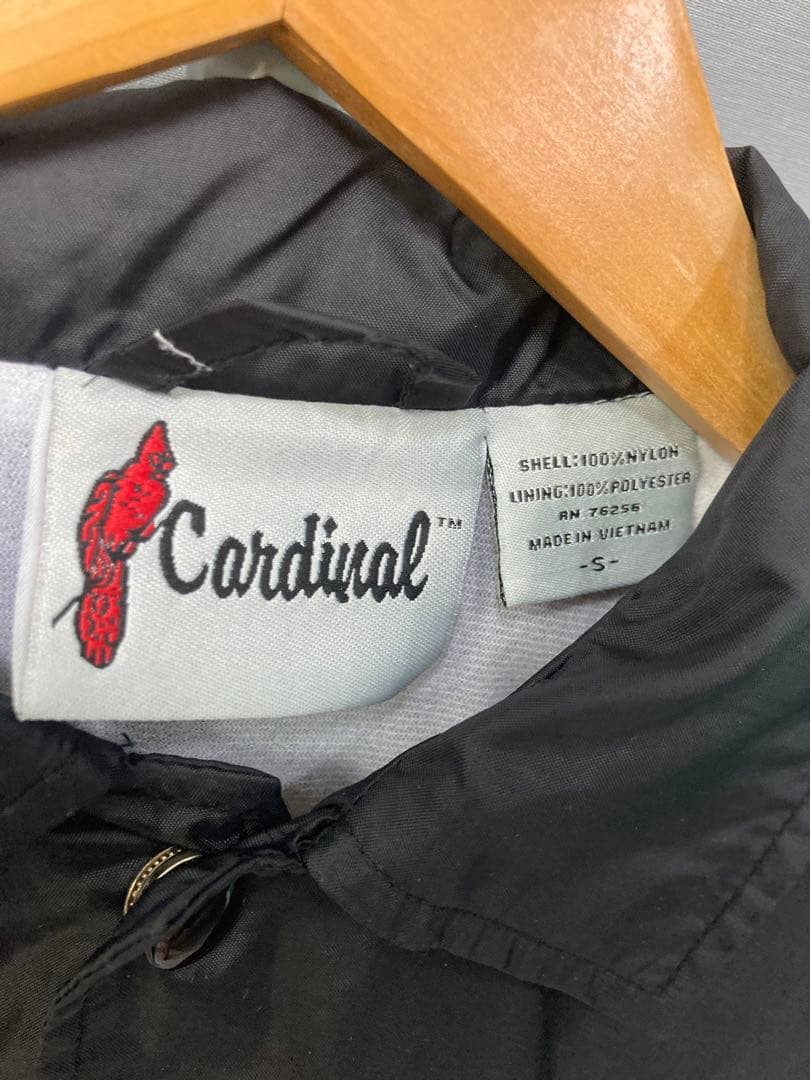 Cardinal™
SHELL:100%NYLON
LINING:100%POLYESTER
RN 76256
MADE IN VIETNAM
-S-